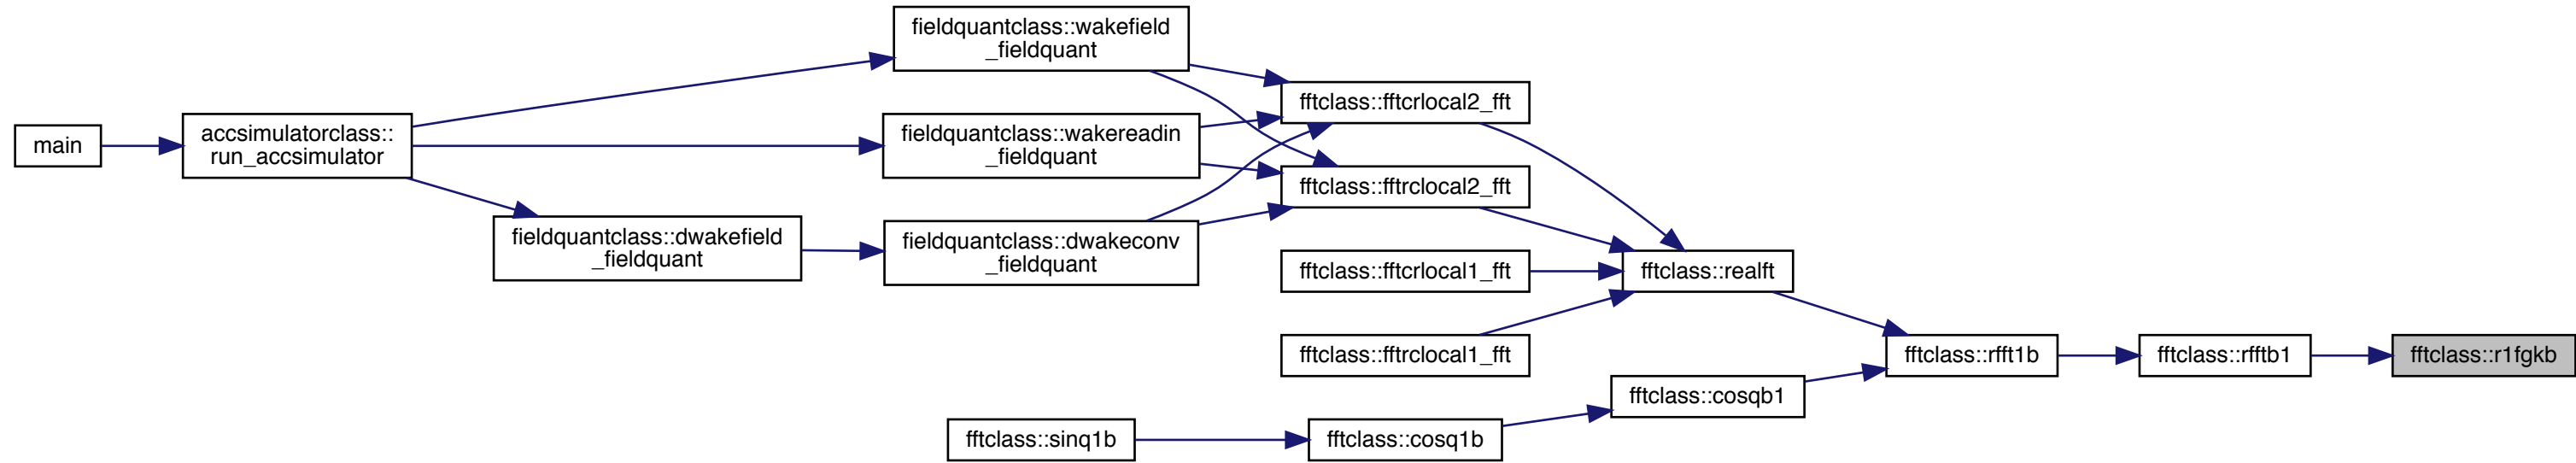 main
accsimulatorclass::
run_accsimulator
fieldquantclass::wakefield
_fieldquant
fieldquantclass::wakereadin
_fieldquant
fieldquantclass::dwakefield
_fieldquant
fieldquantclass::dwakeconv
_fieldquant
fftclass::fftcrlocal2_fft
fftclass::fftrclocal2_fft
fftclass::fftcrlocal1_fft
fftclass::fftrclocal1_fft
fftclass::realft
fftclass::sinq1b
fftclass::cosq1b
fftclass::cosqb1
fftclass::rfft1b
fftclass::rfftb1
fftclass::r1fgkb